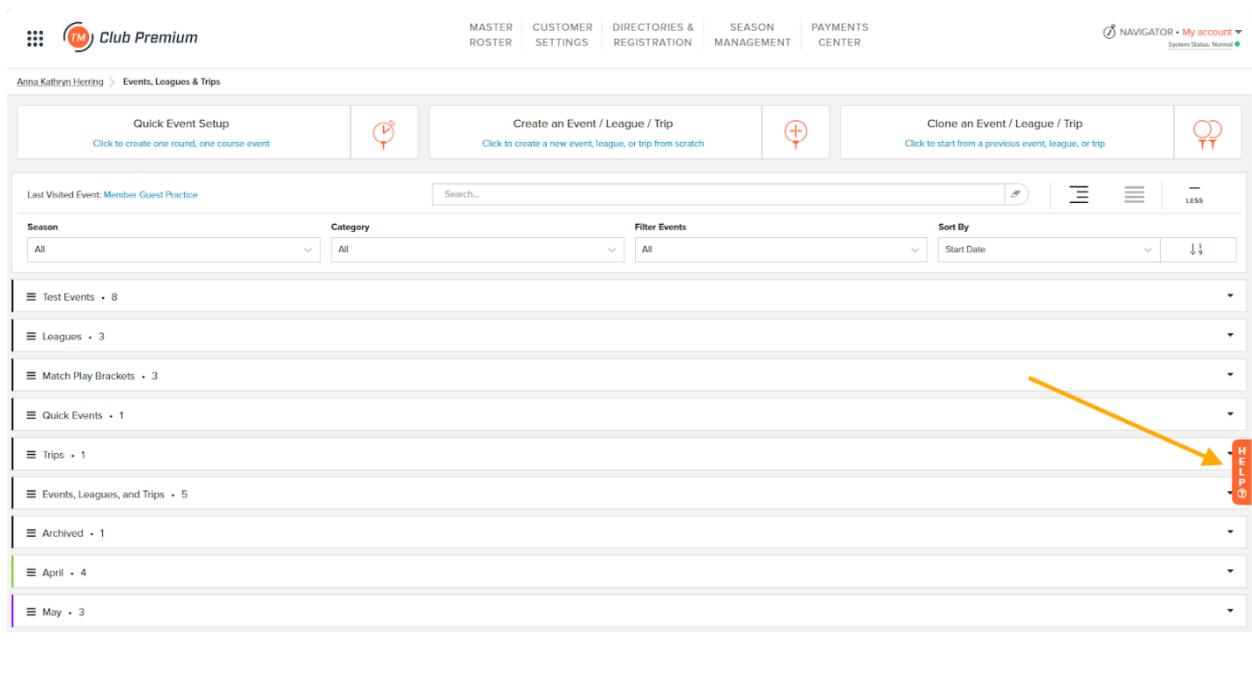 TM Club Premium
MASTER ROSTER
CUSTOMER SETTINGS
DIRECTORIES & REGISTRATION
SEASON MANAGEMENT
PAYMENTS CENTER
NAVIGATOR • My account
System Status: Normal
Anna Kathryn Herring > Events, Leagues & Trips
Quick Event Setup
Click to create one round, one course event
Create an Event / League / Trip
Click to create a new event, league, or trip from scratch
Clone an Event / League / Trip
Click to start from a previous event, league, or trip
Last Visited Event: Member Guest Practice
Search...
LESS
Season
All
Category
All
Filter Events
All
Sort By
Start Date
1
9
Test Events • 8
Leagues • 3
Match Play Brackets • 3
Quick Events • 1
Trips • 1
Events, Leagues, and Trips • 5
Archived • 1
April • 4
May • 3
HELP?